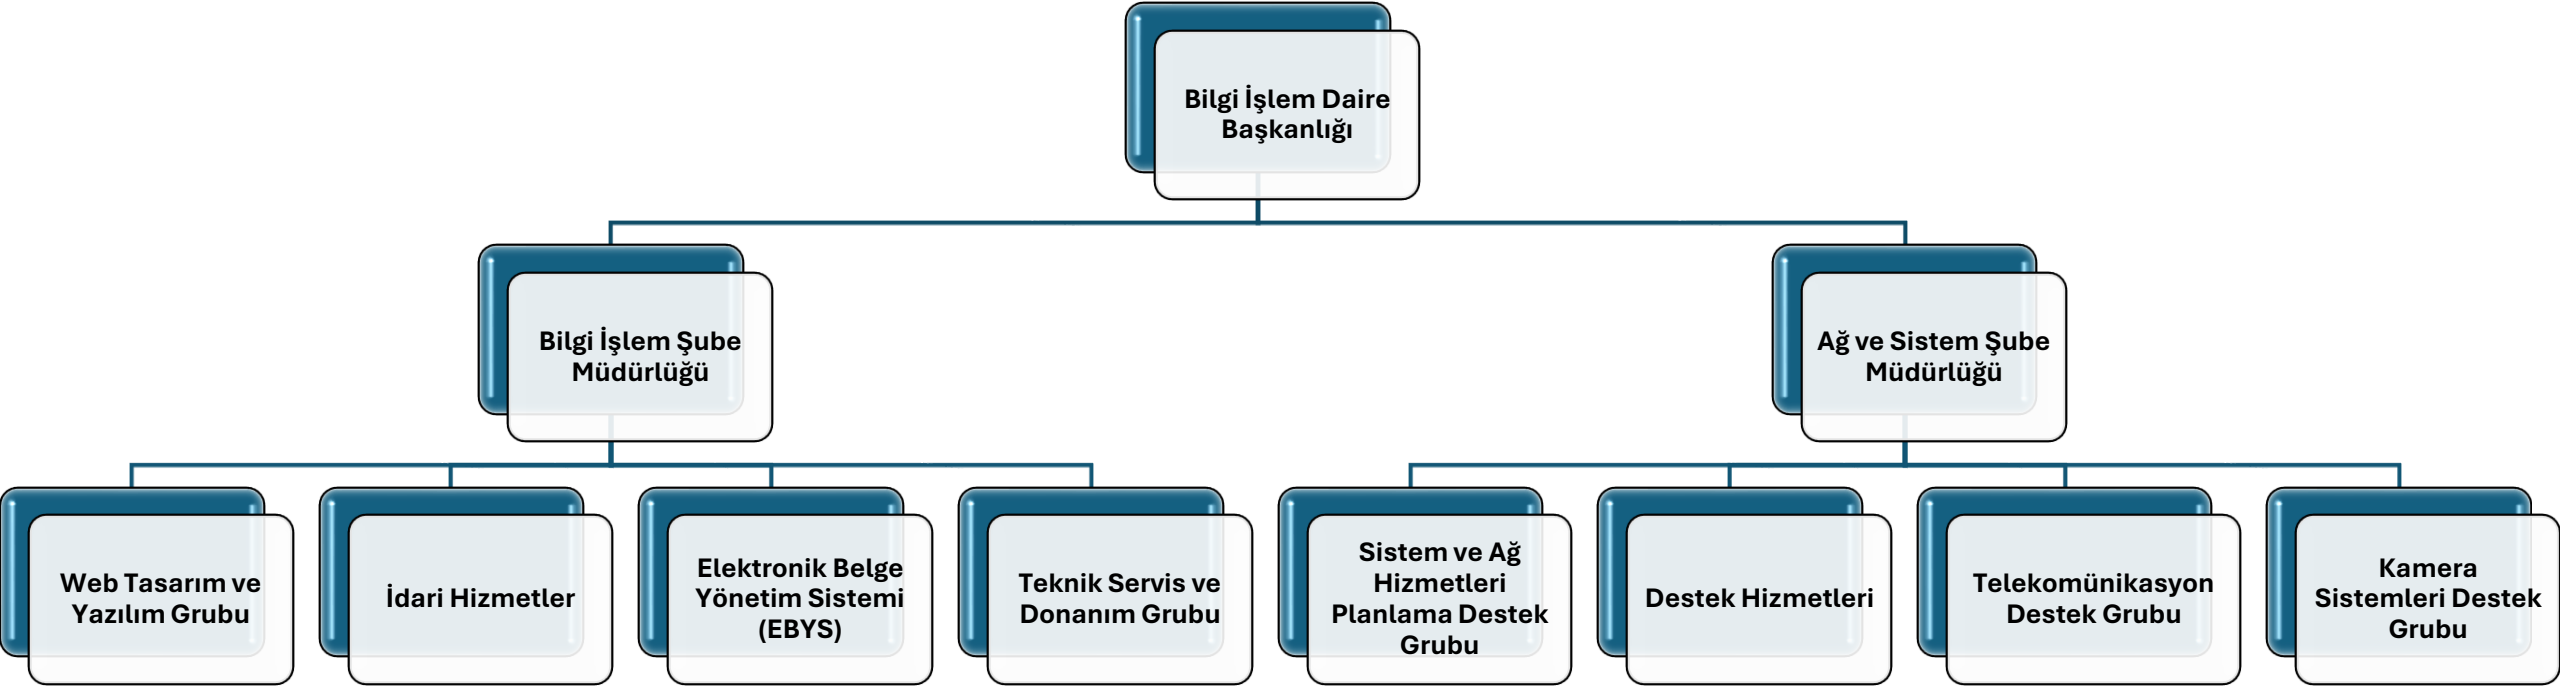 Bilgi İşlem Daire
Başkanlığı
Bilgi İşlem Şube
Müdürlüğü
Ağ ve Sistem Şube
Müdürlüğü
Web Tasarım ve
Yazılım Grubu
İdari Hizmetler
Elektronik Belge
Yönetim Sistemi
(EBYS)
Teknik Servis ve
Donanım Grubu
Sistem ve Ağ
Hizmetleri
Planlama Destek
Grubu
Destek Hizmetleri
Telekomünikasyon
Destek Grubu
Kamera
Sistemleri Destek
Grubu